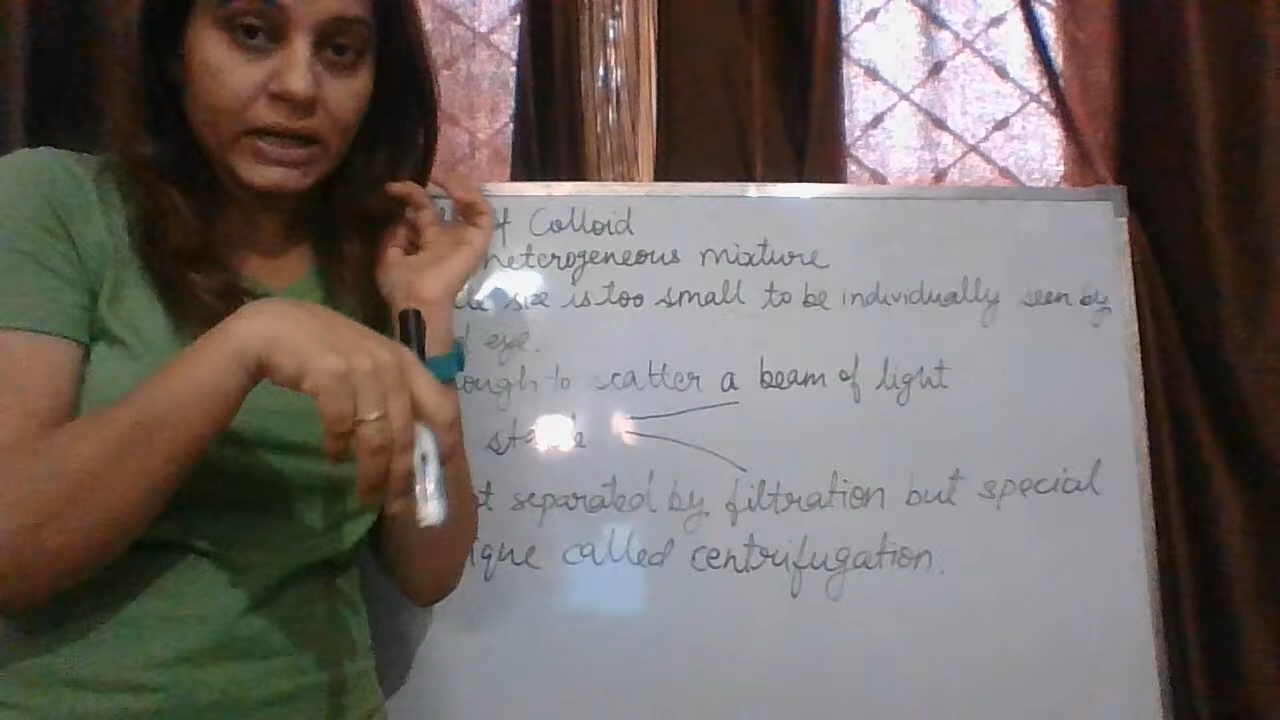 Colloid
heterogeneous mixture
size is too small to be individually seen by
eye.
to scatter a beam of light
separated by filtration but special
called centrifugation.